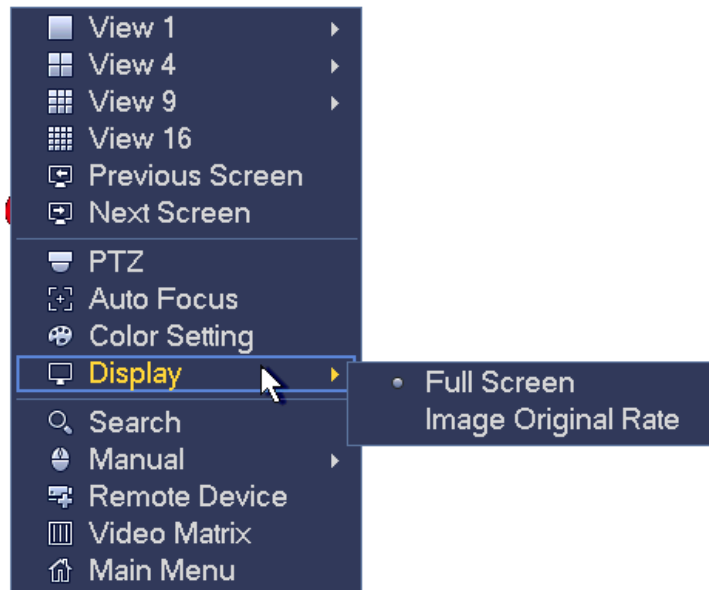 View 1
View 4
View 9
View 16
Previous Screen
Next Screen
PTZ
Auto Focus
Color Setting
Display
Full Screen
Image Original Rate
Search
Manual
Remote Device
Video Matrix
Main Menu